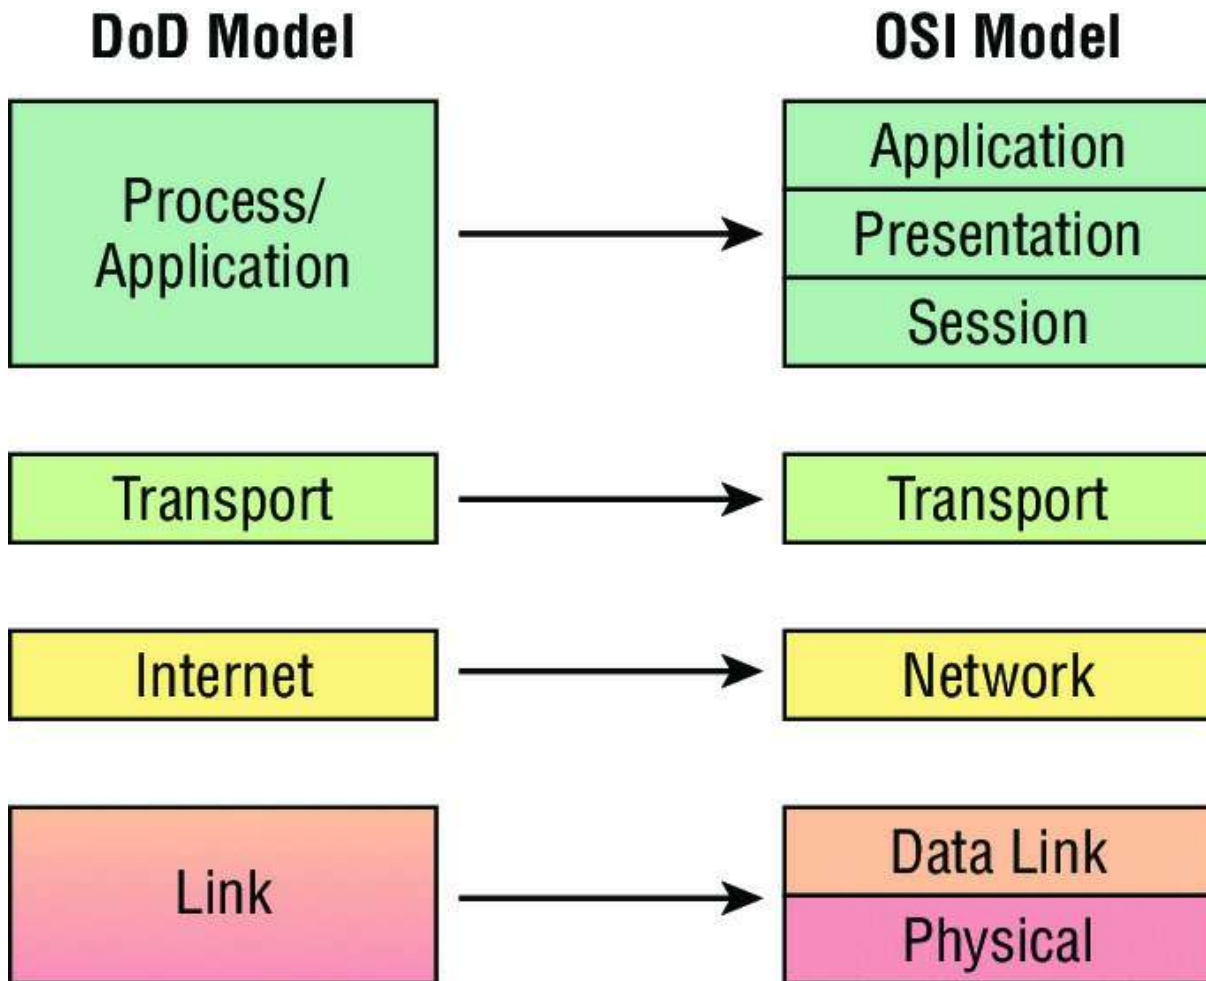 DoD Model
OSI Model
Process/
Application
Application
Presentation
Session
Transport
Transport
Internet
Network
Link
Data Link
Physical